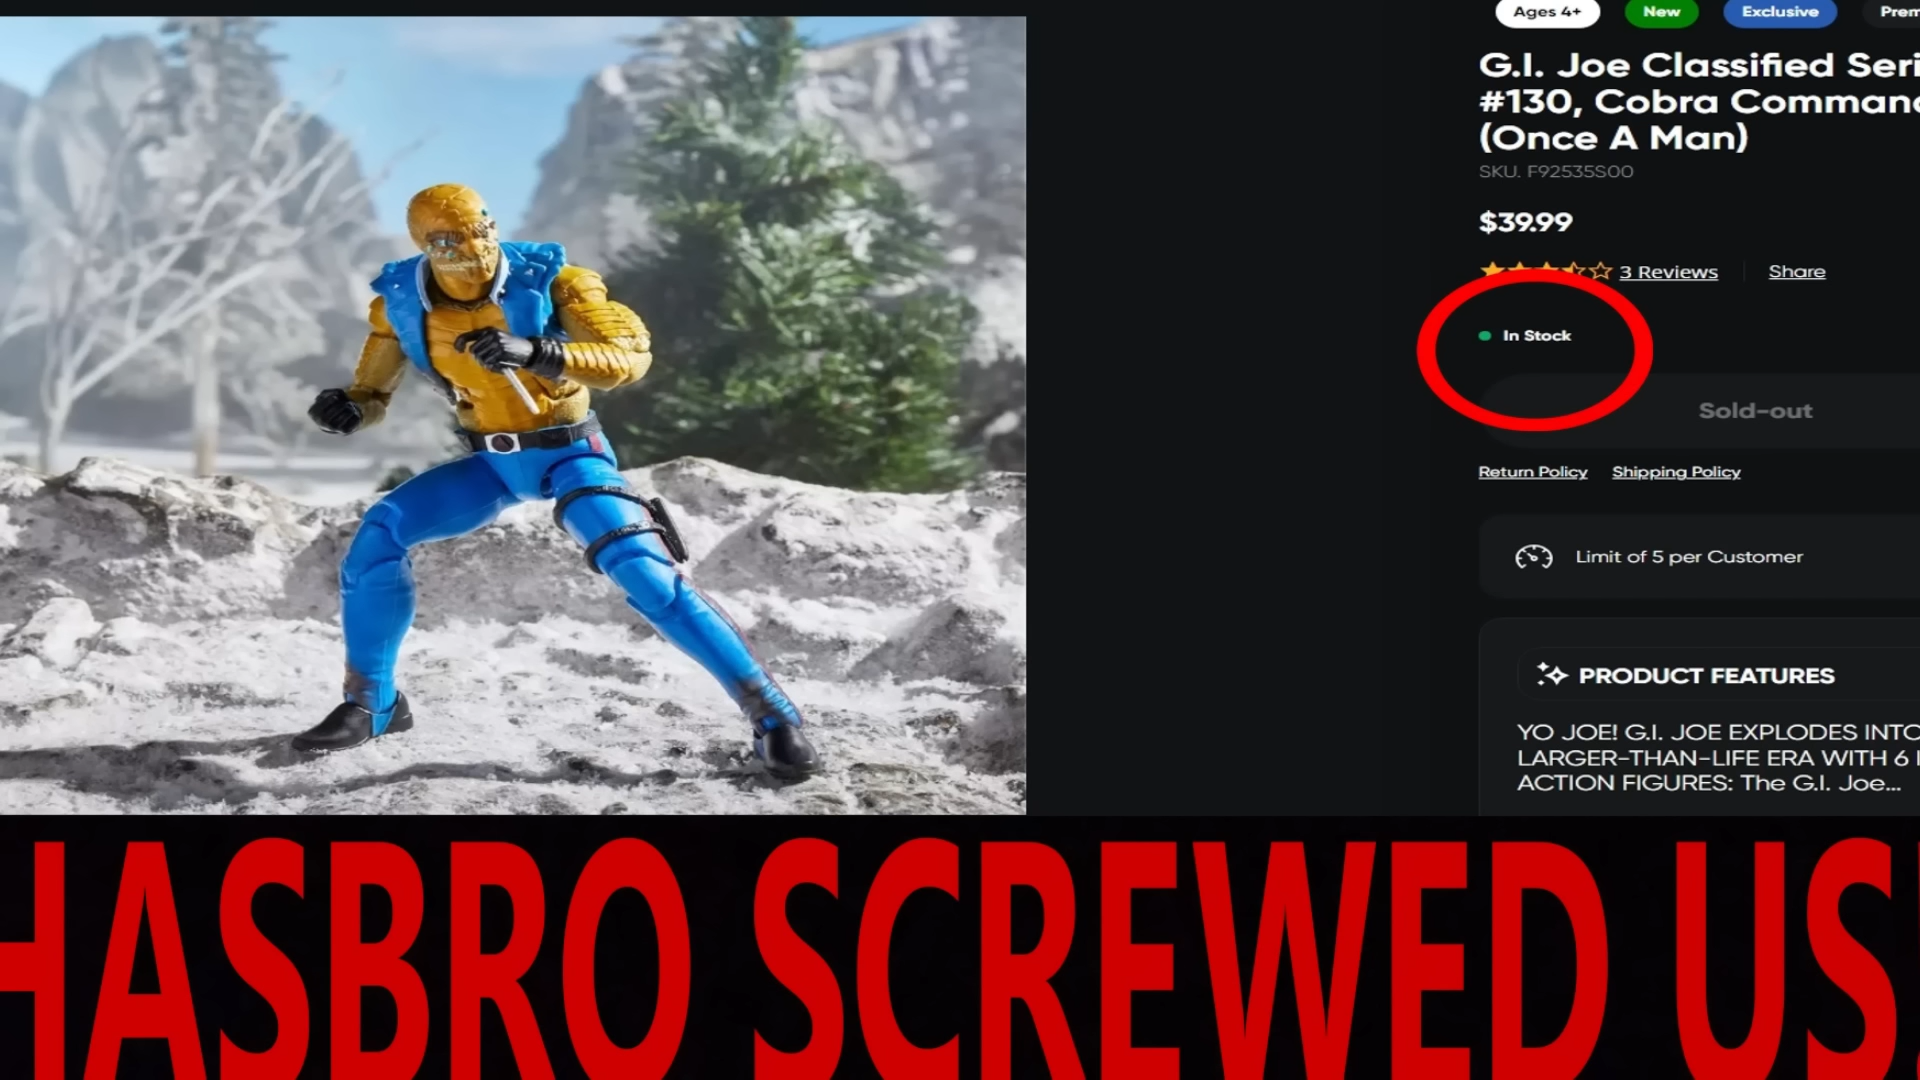 Ages 4+ New Exclusive Prem
G.I. Joe Classified Seri
#130, Cobra Command
(Once A Man)
SKU. F92535S00
$39.99
3 Reviews Share
In Stock
Sold-out
Return Policy Shipping Policy
Limit of 5 per Customer
PRODUCT FEATURES
YO JOE! G.I. JOE EXPLODES INTO
LARGER-THAN-LIFE ERA WITH 6 I
ACTION FIGURES: The G.I. Joe...
HASBRO SCREWED US!